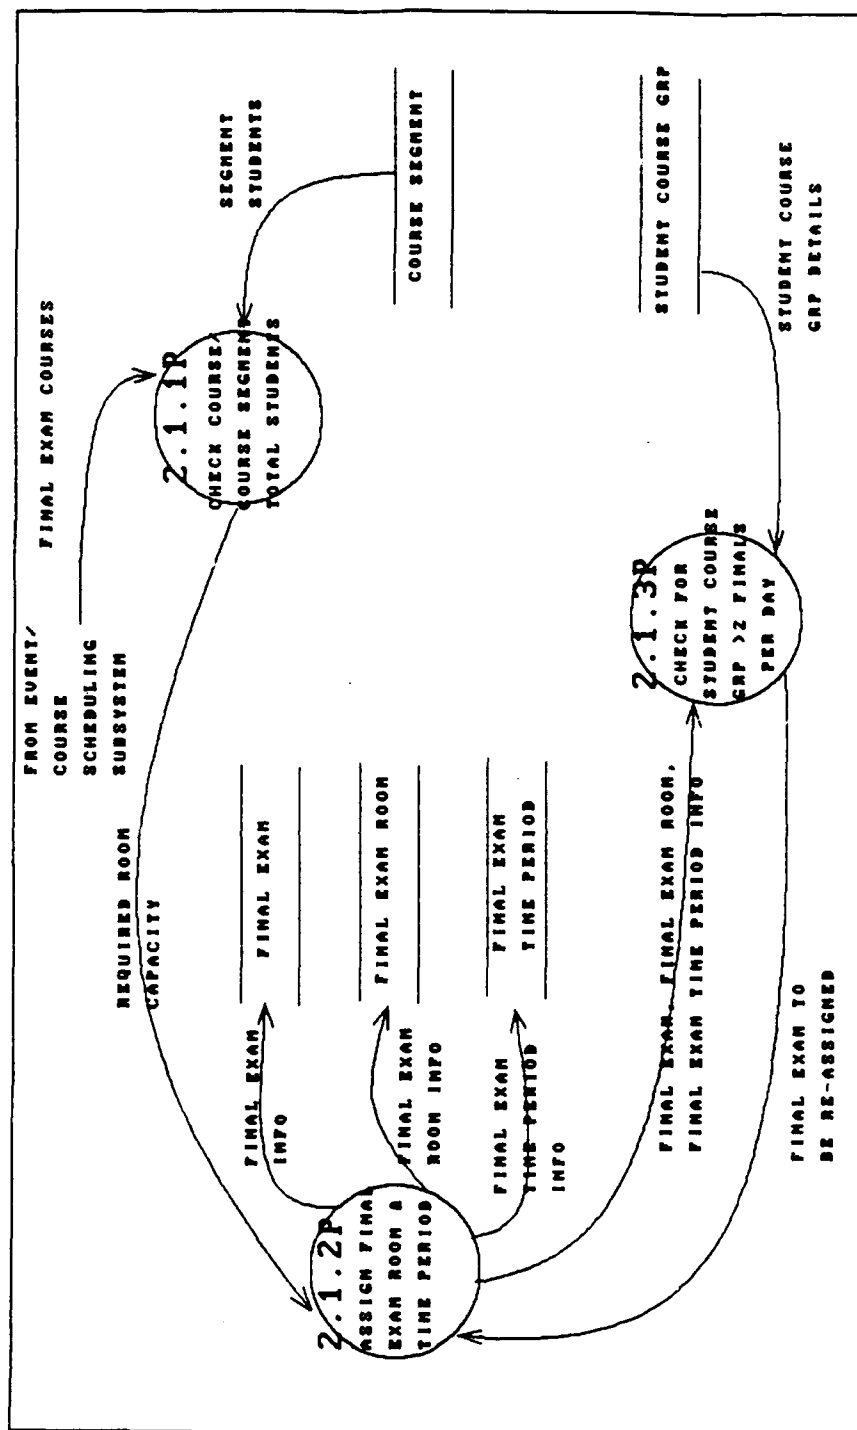 FROM EVENT/
COURSE
SCHEDULING
SUBSYSTEM
FINAL EXAM COURSES
2.1.1P
CHECK COURSE/
COURSE SEGMENT
TOTAL STUDENTS
SEGMENT
STUDENTS
COURSE SEGMENT
REQUIRED ROOM
CAPACITY
FINAL EXAM
INFO
FINAL EXAM
FINAL EXAM
ROOM INFO
FINAL EXAM ROOM
FINAL EXAM
TIME PERIOD
INFO
FINAL EXAM
TIME PERIOD
2.1.2P
ASSIGN FINAL
EXAM ROOM &
TIME PERIOD
FINAL EXAM, FINAL EXAM ROOM,
FINAL EXAM TIME PERIOD INFO
2.1.3P
CHECK FOR
STUDENT COURSE
GRP >2 FINALS
PER DAY
STUDENT COURSE GRP
STUDENT COURSE
GRP DETAILS
FINAL EXAM TO
BE RE-ASSIGNED